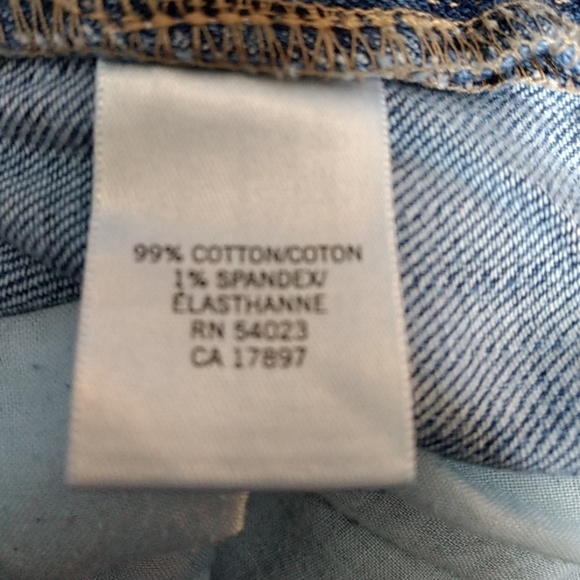 99% COTTON/COTON
1% SPANDEX/
ÉLASTHANNE
RN 54023
CA 17897